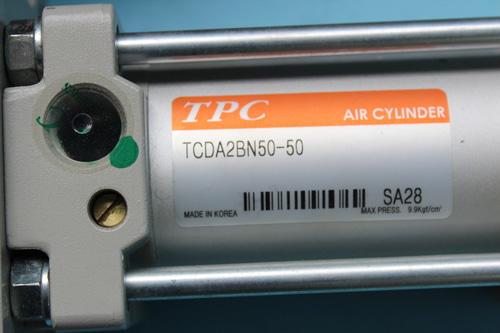 TPC AIR CYLINDER
TCDA2BN50-50
SA28
MADE IN KOREA MAX PRESS. 9.9Kgf/cm²